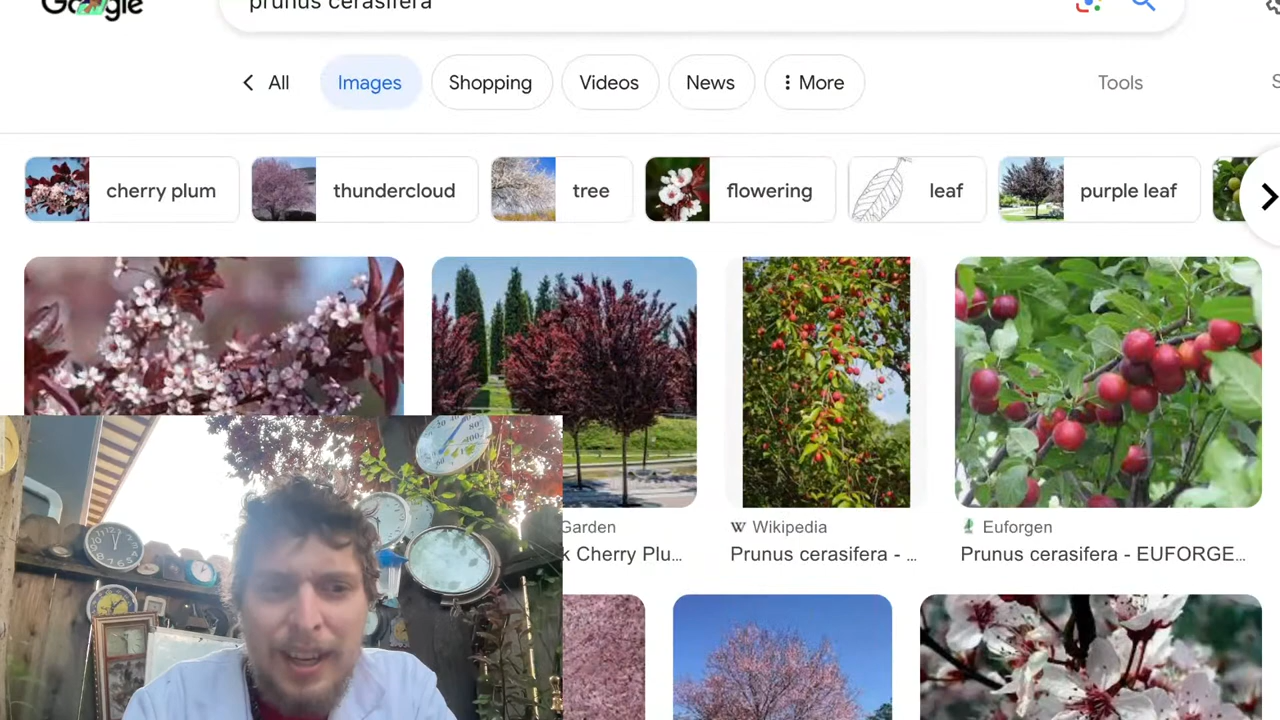 Google
prunus cerasifera
All
Images
Shopping
Videos
News
More
Tools
cherry plum
thundercloud
tree
flowering
leaf
purple leaf
Garden
Wikipedia
Euforgen
k Cherry Plu...
Prunus cerasifera - ...
Prunus cerasifera - EUFORGE...